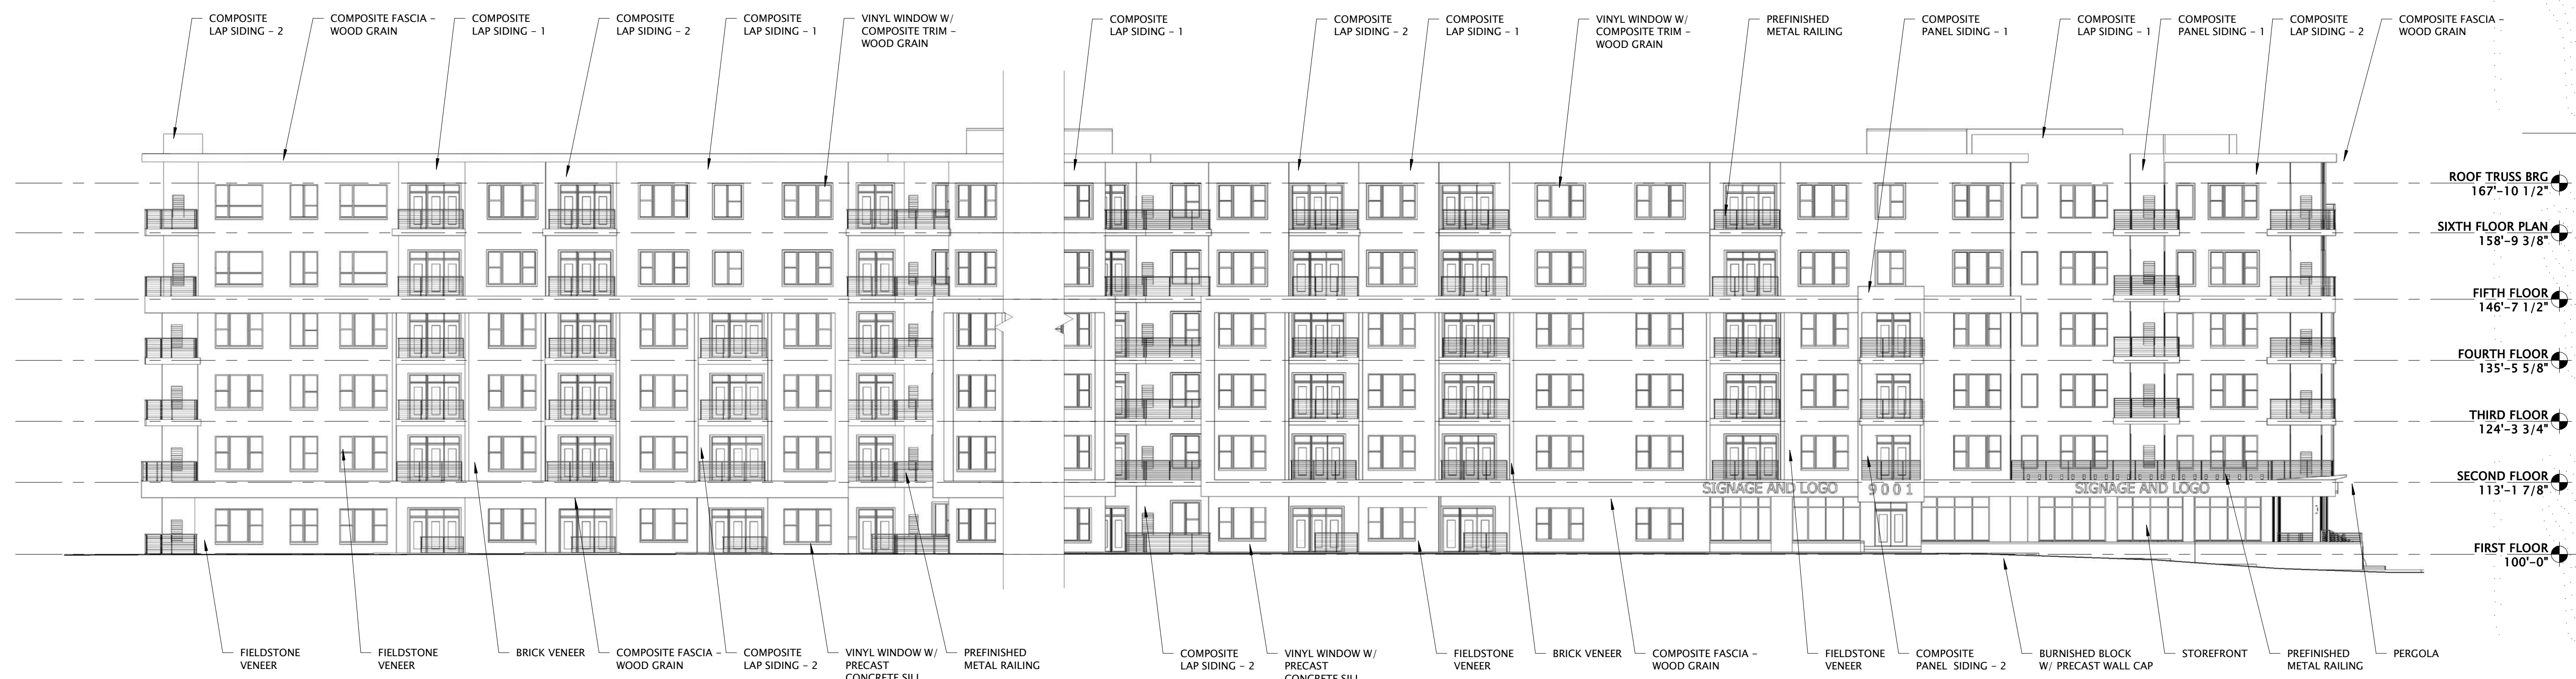 COMPOSITE
LAP SIDING - 2
COMPOSITE FASCIA -
WOOD GRAIN
COMPOSITE
LAP SIDING - 1
COMPOSITE
LAP SIDING - 2
COMPOSITE
LAP SIDING - 1
VINYL WINDOW W/
COMPOSITE TRIM -
WOOD GRAIN
COMPOSITE
LAP SIDING - 1
COMPOSITE
LAP SIDING - 2
COMPOSITE
LAP SIDING - 1
VINYL WINDOW W/
COMPOSITE TRIM -
WOOD GRAIN
PREFINISHED
METAL RAILING
COMPOSITE
PANEL SIDING - 1
COMPOSITE
LAP SIDING - 1
COMPOSITE
PANEL SIDING - 1
COMPOSITE
LAP SIDING - 2
COMPOSITE FASCIA -
WOOD GRAIN
ROOF TRUSS BRG
167'-10 1/2"
SIXTH FLOOR PLAN
158'-9 3/8"
FIFTH FLOOR
146'-7 1/2"
FOURTH FLOOR
135'-5 5/8"
THIRD FLOOR
124'-3 3/4"
SECOND FLOOR
113'-1 7/8"
FIRST FLOOR
100'-0"
SIGNAGE AND LOGO
9001
SIGNAGE AND LOGO
FIELDSTONE
VENEER
FIELDSTONE
VENEER
BRICK VENEER
COMPOSITE FASCIA -
WOOD GRAIN
COMPOSITE
LAP SIDING - 2
VINYL WINDOW W/
PRECAST
CONCRETE SILL
PREFINISHED
METAL RAILING
COMPOSITE
LAP SIDING - 2
VINYL WINDOW W/
PRECAST
CONCRETE SILL
FIELDSTONE
VENEER
BRICK VENEER
COMPOSITE FASCIA -
WOOD GRAIN
FIELDSTONE
VENEER
COMPOSITE
PANEL SIDING - 2
BURNISHED BLOCK
W/ PRECAST WALL CAP
STOREFRONT
PREFINISHED
METAL RAILING
PERGOLA